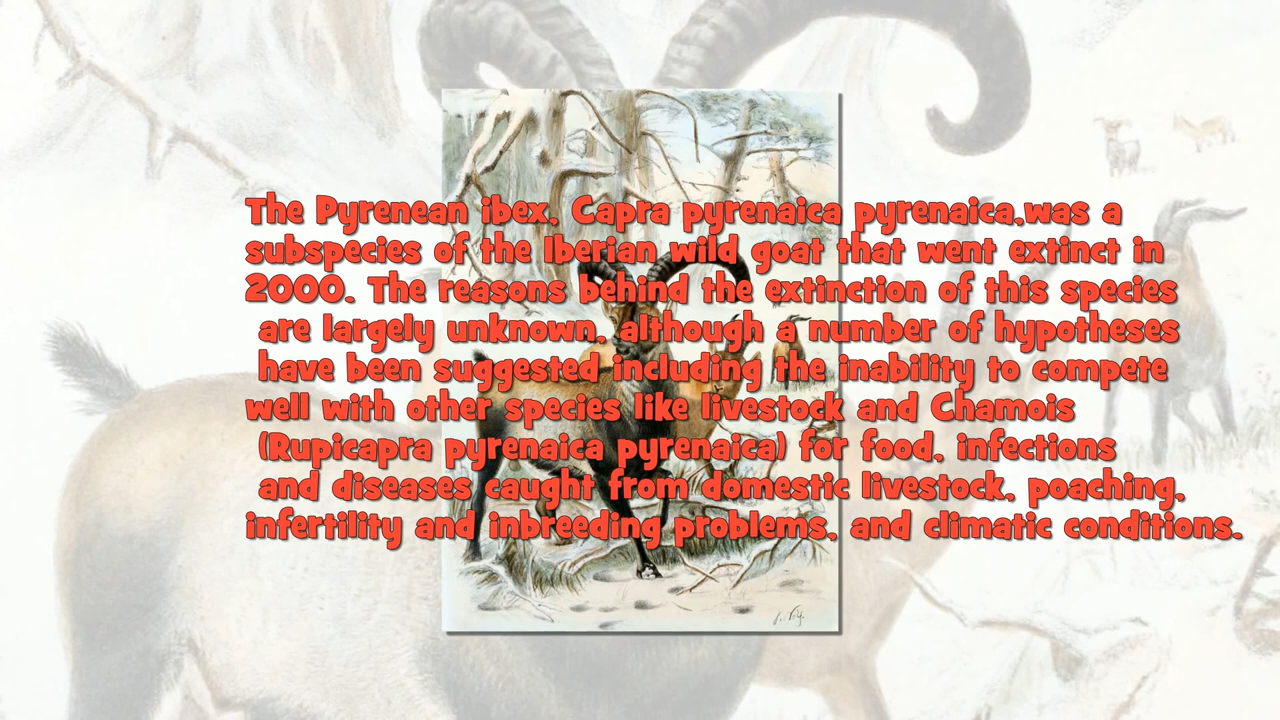 The Pyrenean ibex, Capra pyrenaica pyrenaica,was a
subspecies of the Iberian wild goat that went extinct in
2000. The reasons behind the extinction of this species
are largely unknown, although a number of hypotheses
have been suggested including the inability to compete
well with other species like livestock and Chamois
(Rupicapra pyrenaica pyrenaica) for food, infections
and diseases caught from domestic livestock, poaching,
infertility and inbreeding problems, and climatic conditions.